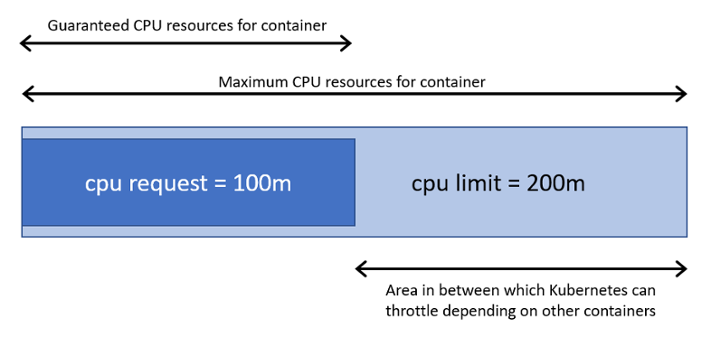 Guaranteed CPU resources for container
Maximum CPU resources for container
cpu request = 100m
cpu limit = 200m
Area in between which Kubernetes can
throttle depending on other containers